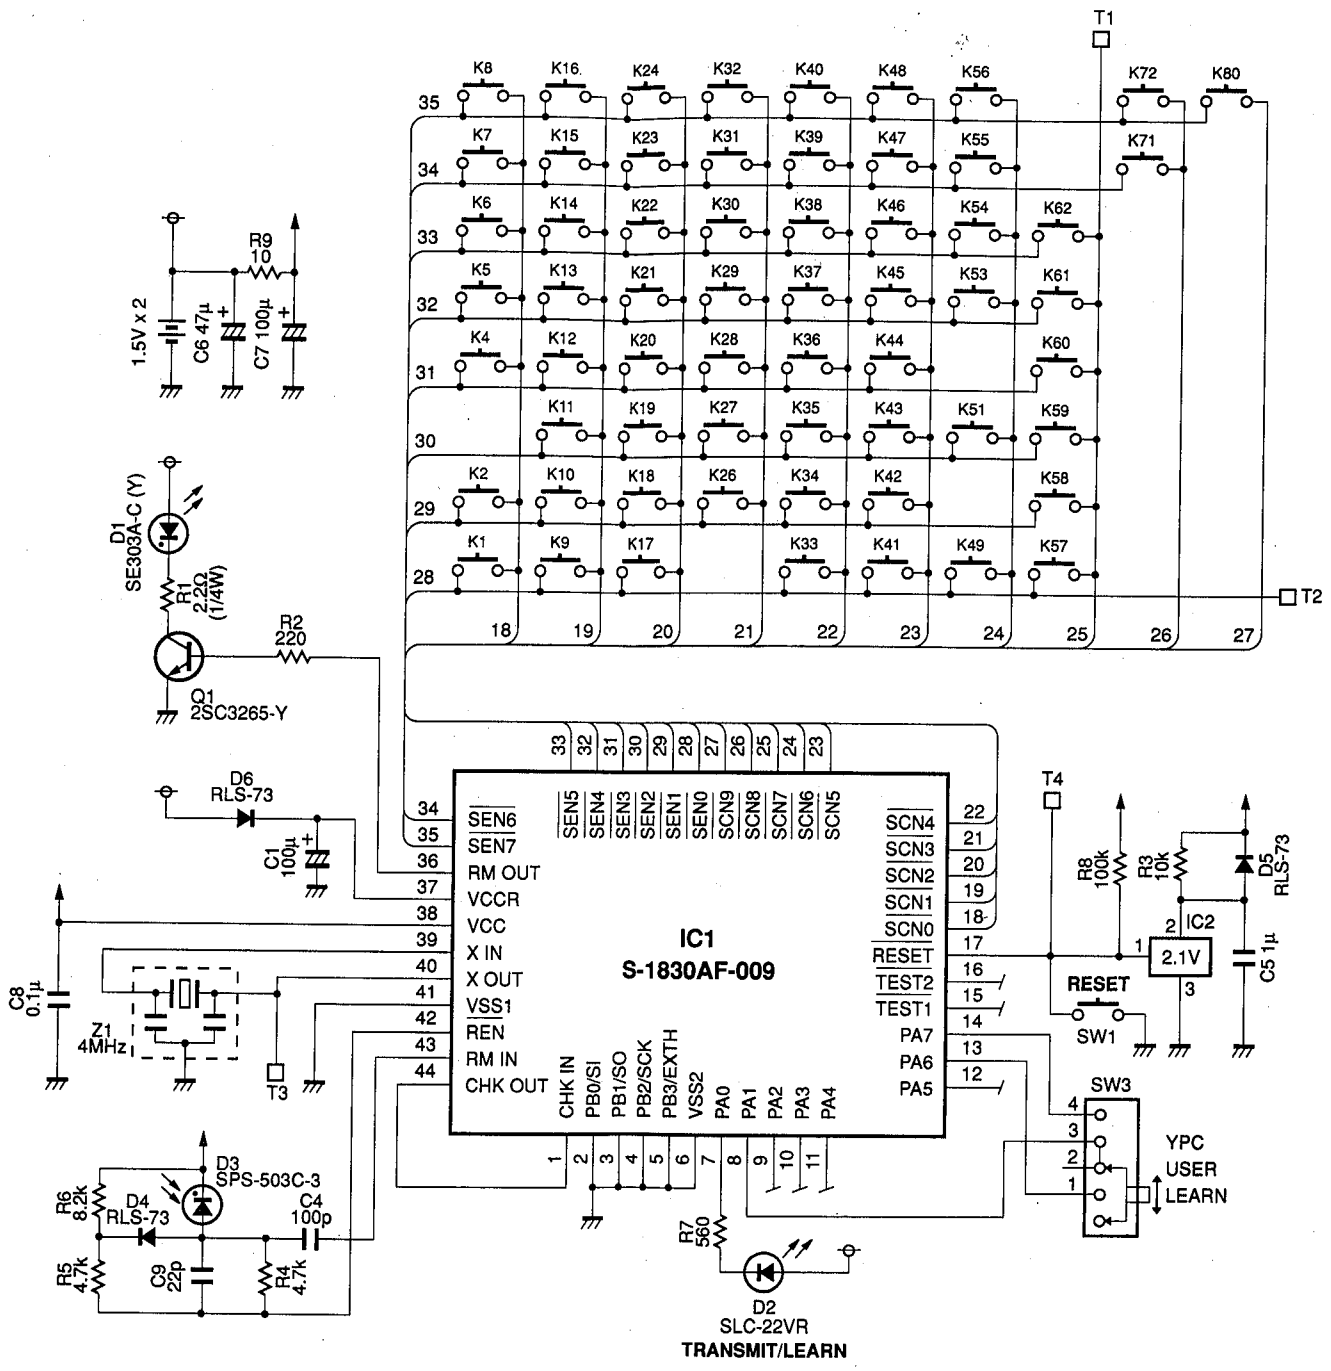 T1
K8 K16 K24 K32 K40 K48 K56 K72 K80
35
K7 K15 K23 K31 K39 K47 K55 K71
34
K6 K14 K22 K30 K38 K46 K54 K62
33
K5 K13 K21 K29 K37 K45 K53 K61
32
K4 K12 K20 K28 K36 K44 K60
31
K11 K19 K27 K35 K43 K51 K59
30
K2 K10 K18 K26 K34 K42 K58
29
K1 K9 K17 K33 K41 K49 K57
28
T2
18 19 20 21 22 23 24 25 26 27
R9
10
1.5V x 2
C6 47µ
+
C7 100µ
+
D1
SE303A-C (Y)
R1
2.2Ω
(1/4W)
R2
220
Q1
2SC3265-Y
D6
RLS-73
C1
100µ
+
33 32 31 30 29 28 27 26 25 24 23
SEN5 SEN4 SEN3 SEN2 SEN1 SEN0 SCN9 SCN8 SCN7 SCN6 SCN5
34 SEN6
35 SEN7
36 RM OUT
37 VCCR
38 VCC
39 X IN
40 X OUT
41 VSS1
42 REN
43 RM IN
44 CHK OUT
IC1
S-1830AF-009
SCN4 22
SCN3 21
SCN2 20
SCN1 19
SCN0 18
RESET 17
TEST2 16
TEST1 15
PA7 14
PA6 13
PA5 12
CHK IN PB0/SI PB1/SO PB2/SCK PB3/EXTH VSS2 PA0 PA1 PA2 PA3 PA4
1 2 3 4 5 6 7 8 9 10 11
T4
R8
100k
R3
10k
D5
RLS-73
IC2
2
1
2.1V
3
C5 1µ
RESET
SW1
SW3
4
3
2
1
YPC
USER
LEARN
C8
0.1µ
Z1
4MHz
T3
D3
SPS-503C-3
R6
8.2k
D4
RLS-73
C4
100p
R5
4.7k
C9
22p
R4
4.7k
R7
560
D2
SLC-22VR
TRANSMIT/LEARN